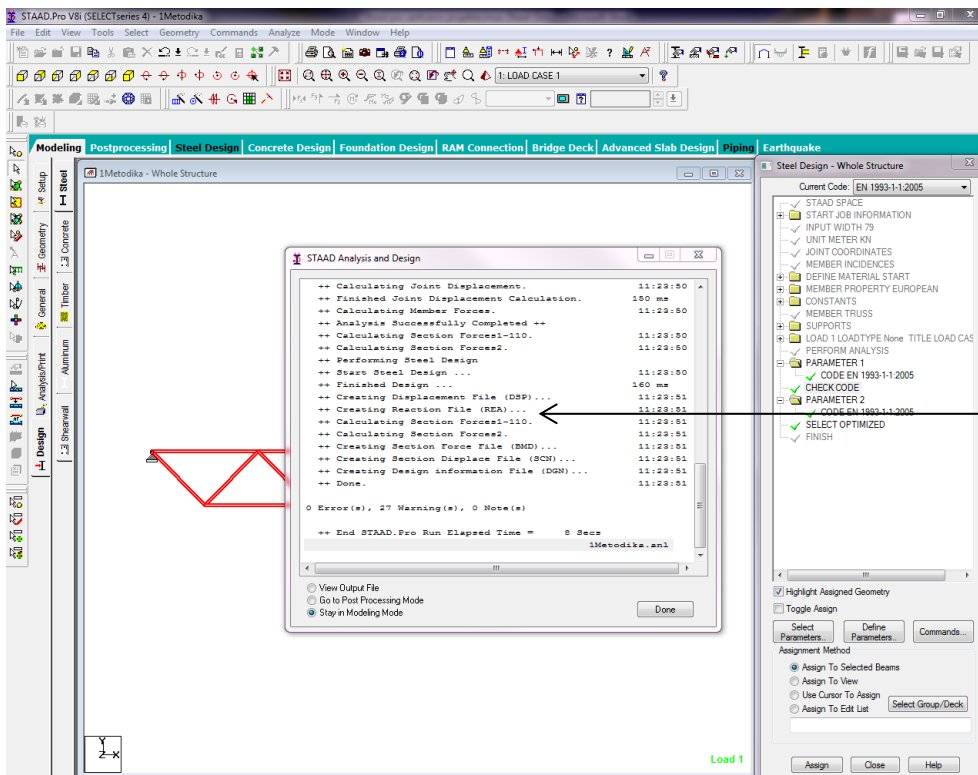 STAAD.Pro V8i (SELECTseries 4) - 1Metodika
File Edit View Tools Select Geometry Commands Analyze Mode Window Help
1: LOAD CASE 1
Modeling Postprocessing Steel Design Concrete Design Foundation Design RAM Connection Bridge Deck Advanced Slab Design Piping Earthquake
Setup
Geometry
General
Analysis/Print
Design
Steel
Concrete
Timber
Aluminum
Shearwall
1Metodika - Whole Structure
STAAD Analysis and Design
++ Calculating Joint Displacement. 11:23:50
++ Finished Joint Displacement Calculation. 150 ms
++ Calculating Member Forces. 11:23:50
++ Analysis Successfully Completed ++
++ Calculating Section Forces1-110. 11:23:50
++ Calculating Section Forces2. 11:23:50
++ Performing Steel Design
++ Start Steel Design ... 11:23:50
++ Finished Design ... 160 ms
++ Creating Displacement File (DSP)... 11:23:51
++ Creating Reaction File (REA)... 11:23:51
++ Calculating Section Forces1-110. 11:23:51
++ Calculating Section Forces2. 11:23:51
++ Creating Section Force File (BMD)... 11:23:51
++ Creating Section Displace File (SCN)... 11:23:51
++ Creating Design information File (DGN)... 11:23:51
++ Done. 11:23:51
0 Error(s), 27 Warning(s), 0 Note(s)
++ End STAAD.Pro Run Elapsed Time = 8 Secs
1Metodika.anl
View Output File
Go to Post Processing Mode
Stay in Modeling Mode
Done
Y
Z X
Load 1
Steel Design - Whole Structure
Current Code: EN 1993-1-1:2005
STAAD SPACE
START JOB INFORMATION
INPUT WIDTH 79
UNIT METER KN
JOINT COORDINATES
MEMBER INCIDENCES
DEFINE MATERIAL START
MEMBER PROPERTY EUROPEAN
CONSTANTS
MEMBER TRUSS
SUPPORTS
LOAD 1 LOADTYPE None TITLE LOAD CAS
PERFORM ANALYSIS
PARAMETER 1
CODE EN 1993-1-1:2005
CHECK CODE
PARAMETER 2
CODE EN 1993-1-1:2005
SELECT OPTIMIZED
FINISH
Highlight Assigned Geometry
Toggle Assign
Select Parameters..
Define Parameters..
Commands...
Assignment Method
Assign To Selected Beams
Assign To View
Use Cursor To Assign
Assign To Edit List
Select Group/Deck
Assign Close Help